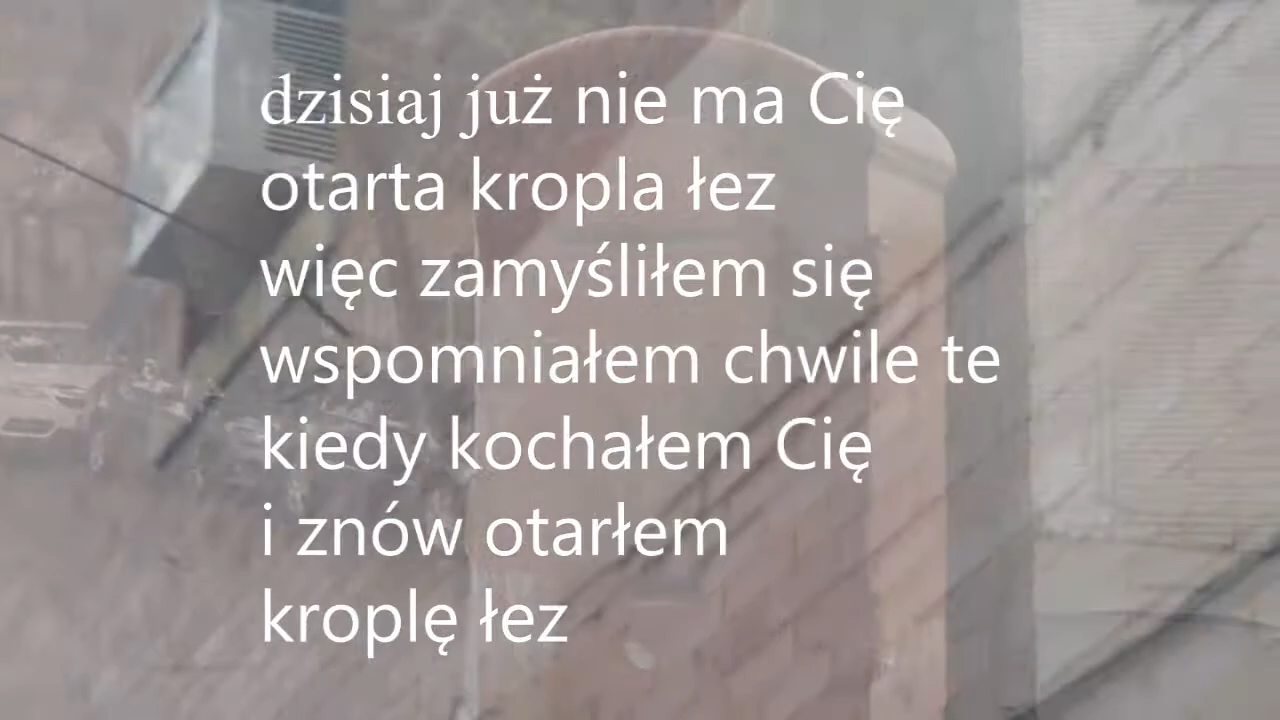 dzisiaj już nie ma Cię
otarta kropla łez
więc zamyśliłem się
wspomniałem chwile te
kiedy kochałem Cię
i znów otarłem
kroplę łez